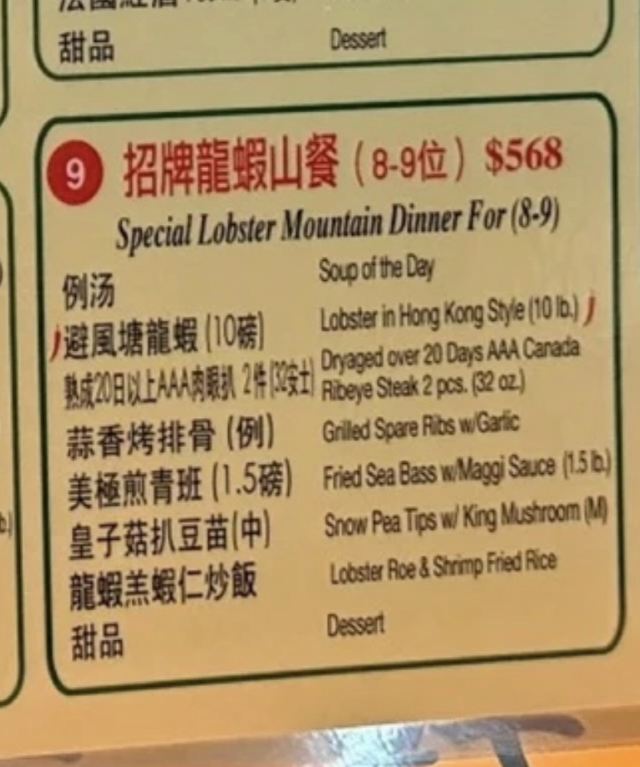 甜品 Dessert
9 招牌龍蝦山餐 (8-9位) $568
Special Lobster Mountain Dinner For (8-9)
例汤 Soup of the Day
避風塘龍蝦 (10磅) Lobster in Hong Kong Style (10 lb.)
熟成20日以上AAA肉眼扒 2件 (32安士) Dryaged over 20 Days AAA Canada
Ribeye Steak 2 pcs. (32 oz.)
蒜香烤排骨 (例) Grilled Spare Ribs w/Garlic
美極煎青班 (1.5磅) Fried Sea Bass w/Maggi Sauce (1.5 lb.)
皇子菇扒豆苗(中) Snow Pea Tips w/ King Mushroom (M)
龍蝦羔蝦仁炒飯 Lobster Roe & Shrimp Fried Rice
甜品 Dessert